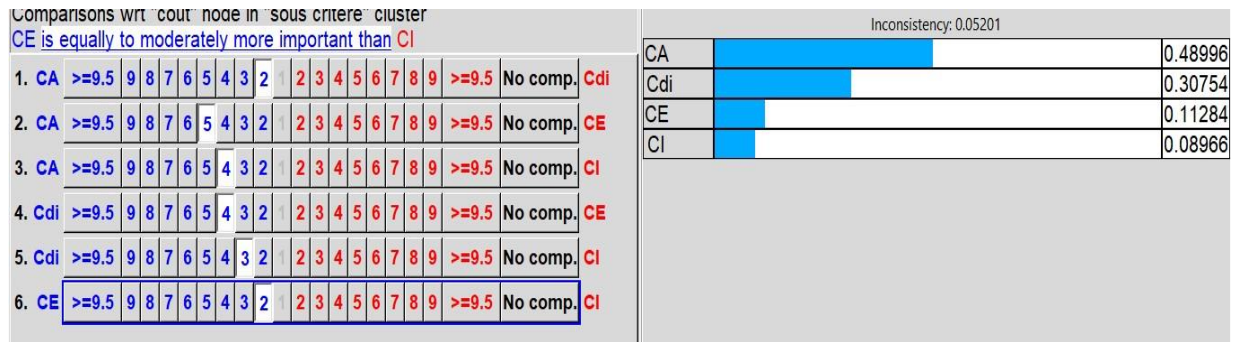 Comparisons wrt "cout" node in "sous critere" cluster
CE is equally to moderately more important than CI
1. CA >=9.5 9 8 7 6 5 4 3 2 1 2 3 4 5 6 7 8 9 >=9.5 No comp. Cdi
2. CA >=9.5 9 8 7 6 5 4 3 2 1 2 3 4 5 6 7 8 9 >=9.5 No comp. CE
3. CA >=9.5 9 8 7 6 5 4 3 2 1 2 3 4 5 6 7 8 9 >=9.5 No comp. CI
4. Cdi >=9.5 9 8 7 6 5 4 3 2 1 2 3 4 5 6 7 8 9 >=9.5 No comp. CE
5. Cdi >=9.5 9 8 7 6 5 4 3 2 1 2 3 4 5 6 7 8 9 >=9.5 No comp. CI
6. CE >=9.5 9 8 7 6 5 4 3 2 1 2 3 4 5 6 7 8 9 >=9.5 No comp. CI
Inconsistency: 0.05201
CA 0.48996
Cdi 0.30754
CE 0.11284
CI 0.08966